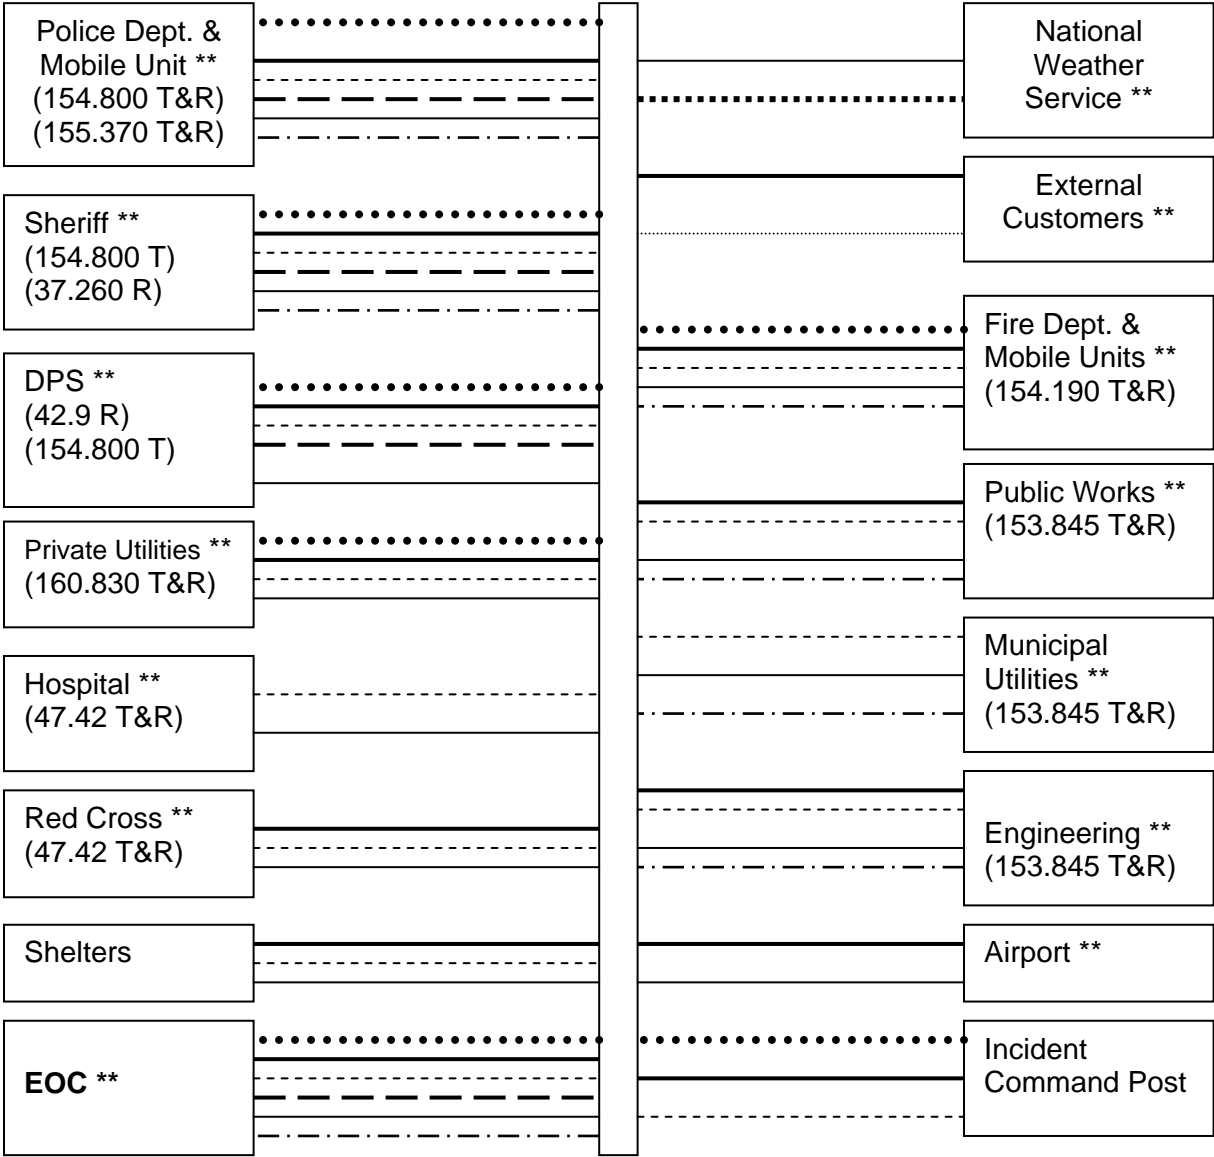 Police Dept. &
Mobile Unit **
(154.800 T&R)
(155.370 T&R)
Sheriff **
(154.800 T)
(37.260 R)
DPS **
(42.9 R)
(154.800 T)
Private Utilities **
(160.830 T&R)
Hospital **
(47.42 T&R)
Red Cross **
(47.42 T&R)
Shelters
EOC **
National
Weather
Service **
External
Customers **
Fire Dept. &
Mobile Units **
(154.190 T&R)
Public Works **
(153.845 T&R)
Municipal
Utilities **
(153.845 T&R)
Engineering **
(153.845 T&R)
Airport **
Incident
Command Post